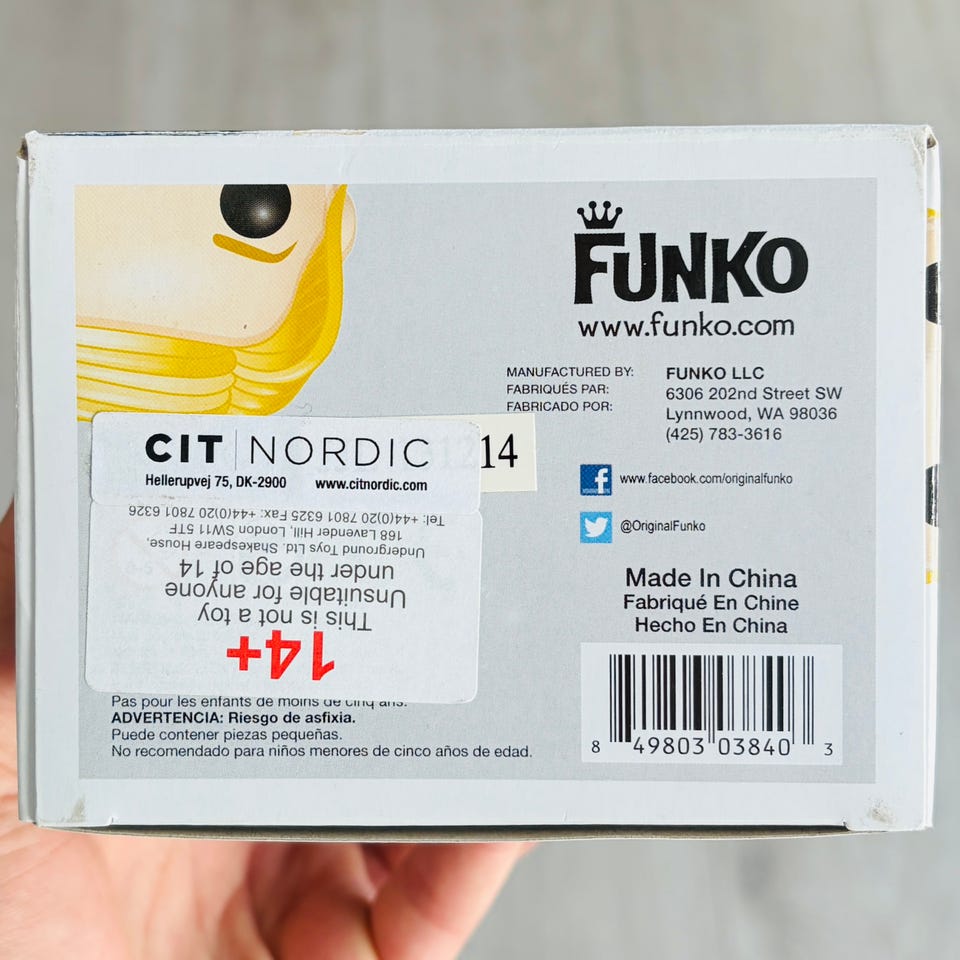 FUNKO
www.funko.com
MANUFACTURED BY: FUNKO LLC
FABRIQUÉS PAR: 6306 202nd Street SW
FABRICADO POR: Lynnwood, WA 98036
(425) 783-3616
www.facebook.com/originalfunko
@OriginalFunko
Made In China
Fabriqué En Chine
Hecho En China
8 49803 03840 3
CIT NORDIC
Hellerupvej 75, DK-2900 www.citnordic.com
1214
14+
This is not a toy
Unsuitable for anyone
under the age of 14
Underground Toys Ltd. Shakespeare House,
168 Lavender Hill, London SW11 5TF
Tel: +44(0)20 7801 6325 Fax: +44(0)20 7801 6326
Pas pour les enfants de moins de cinq ans.
ADVERTENCIA: Riesgo de asfixia.
Puede contener piezas pequeñas.
No recomendado para niños menores de cinco años de edad.